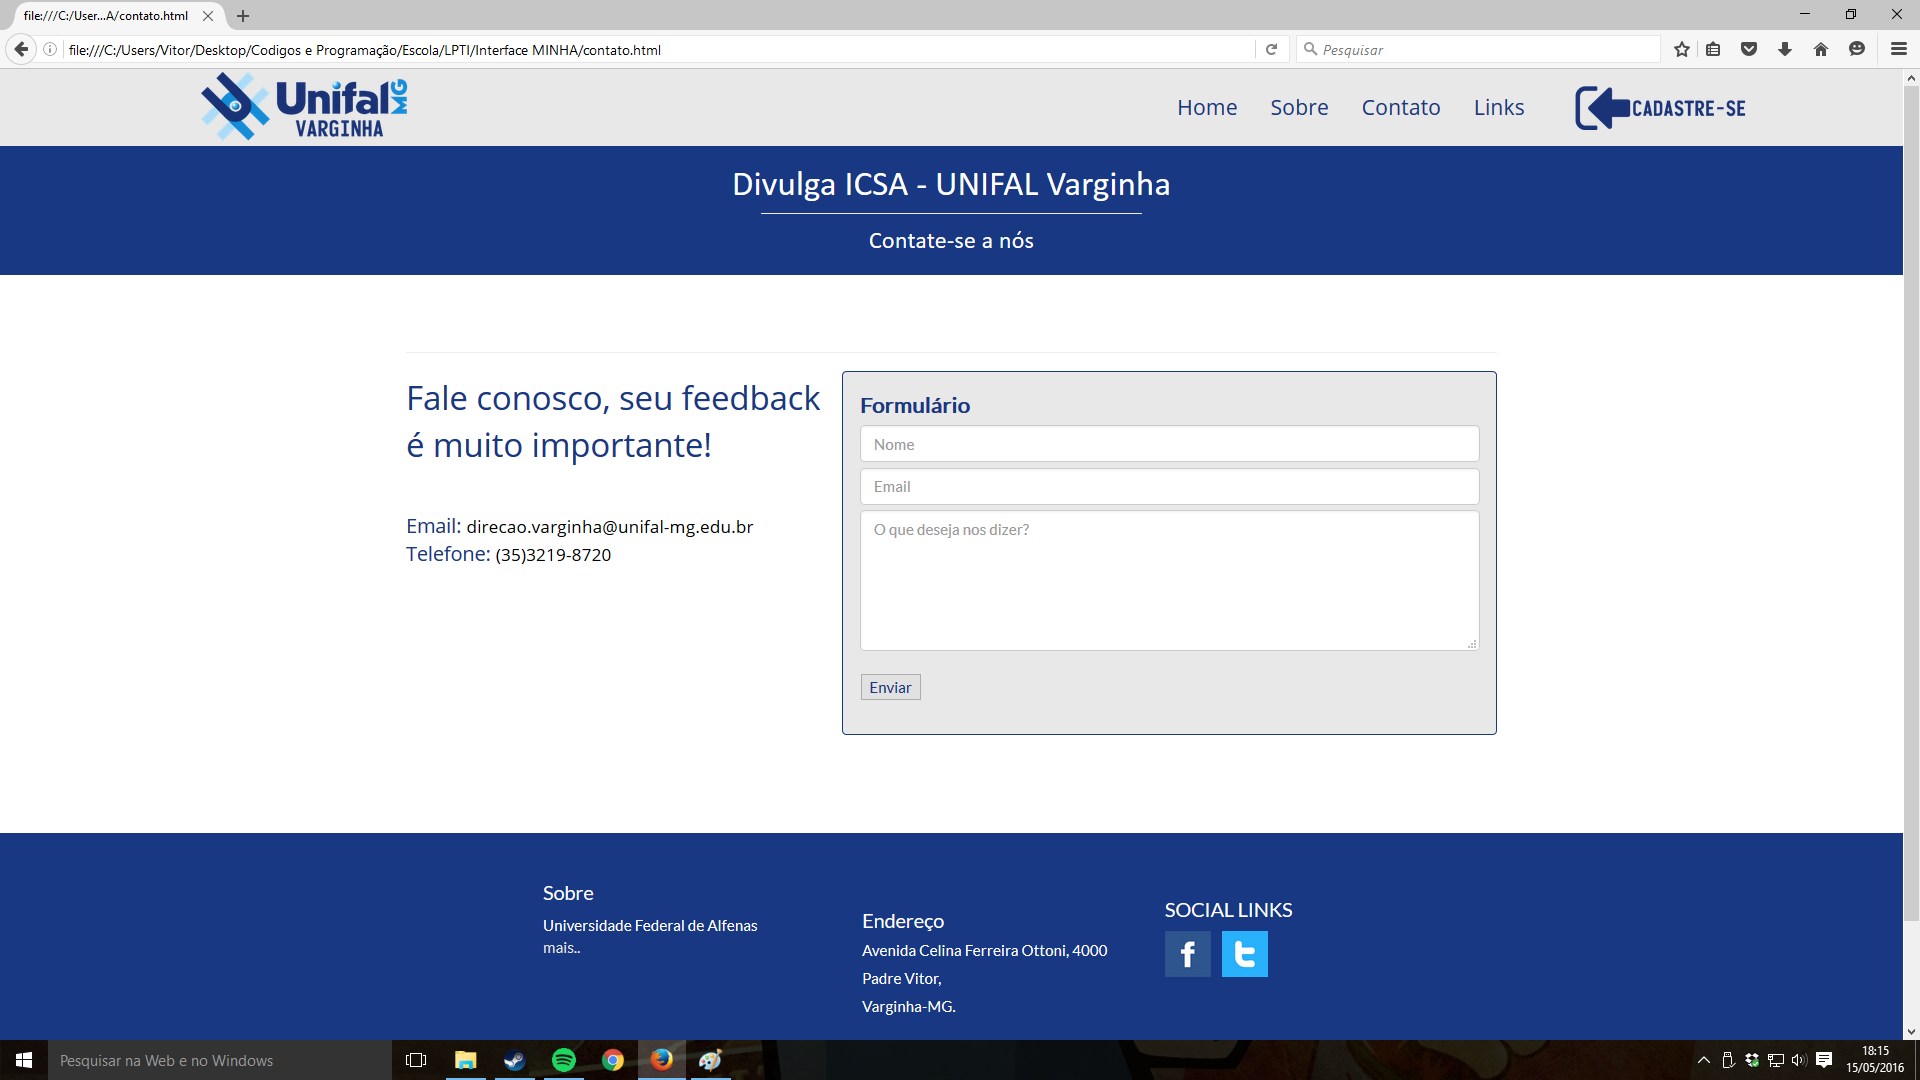 file:///C:/User...A/contato.html
file:///C:/Users/Vitor/Desktop/Codigos e Programação/Escola/LPTI/Interface MINHA/contato.html
Pesquisar
Unifal MG
VARGINHA
Home Sobre Contato Links CADASTRE-SE
Divulga ICSA - UNIFAL Varginha
Contate-se a nós
Fale conosco, seu feedback
é muito importante!
Email: direcao.varginha@unifal-mg.edu.br
Telefone: (35)3219-8720
Formulário
Nome
Email
O que deseja nos dizer?
Enviar
Sobre
Universidade Federal de Alfenas
mais..
Endereço
Avenida Celina Ferreira Ottoni, 4000
Padre Vitor,
Varginha-MG.
SOCIAL LINKS
Pesquisar na Web e no Windows
18:15
15/05/2016